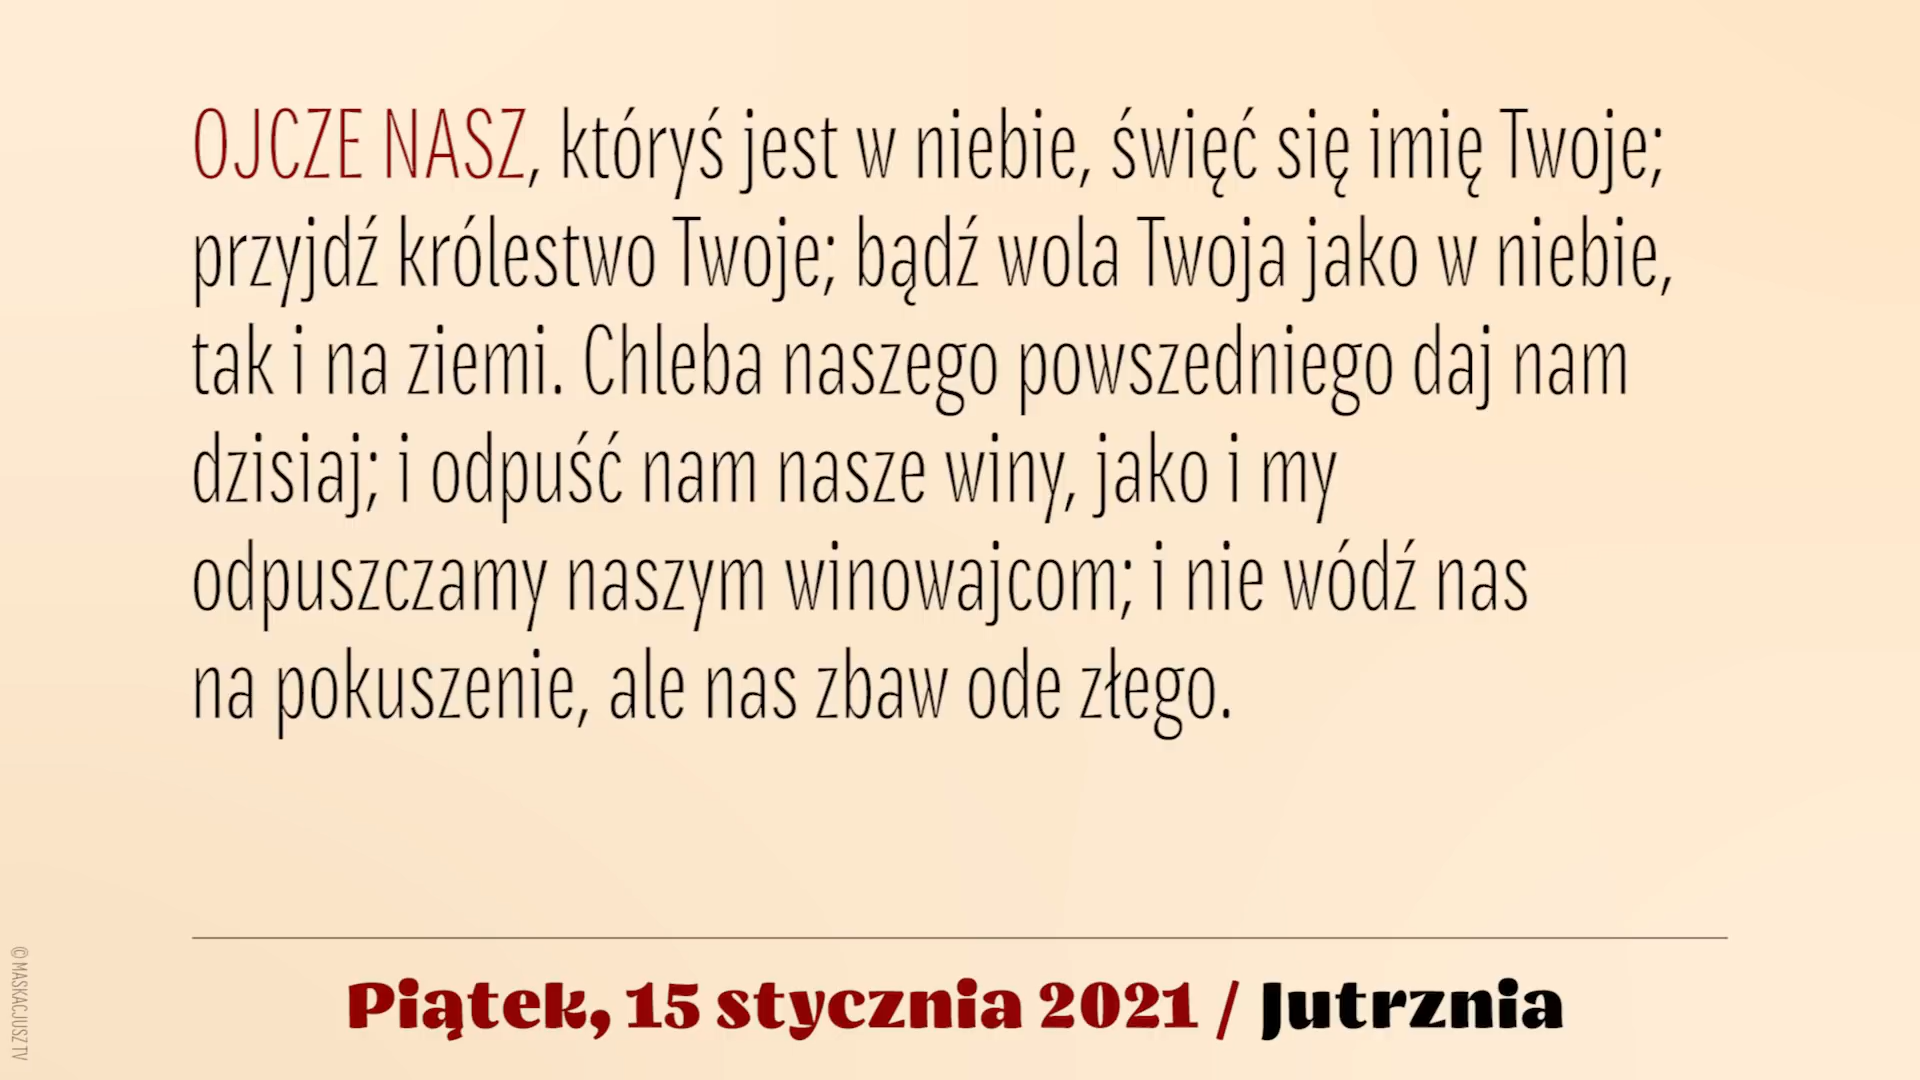 OJCZE NASZ, któryś jest w niebie, święć się imię Twoje;
przyjdź królestwo Twoje; bądź wola Twoja jako w niebie,
tak i na ziemi. Chleba naszego powszedniego daj nam
dzisiaj; i odpuść nam nasze winy, jako i my
odpuszczamy naszym winowajcom; i nie wódź nas
na pokuszenie, ale nas zbaw ode złego.
Piątek, 15 stycznia 2021 / Jutrznia
© MASKACJUSZ TV